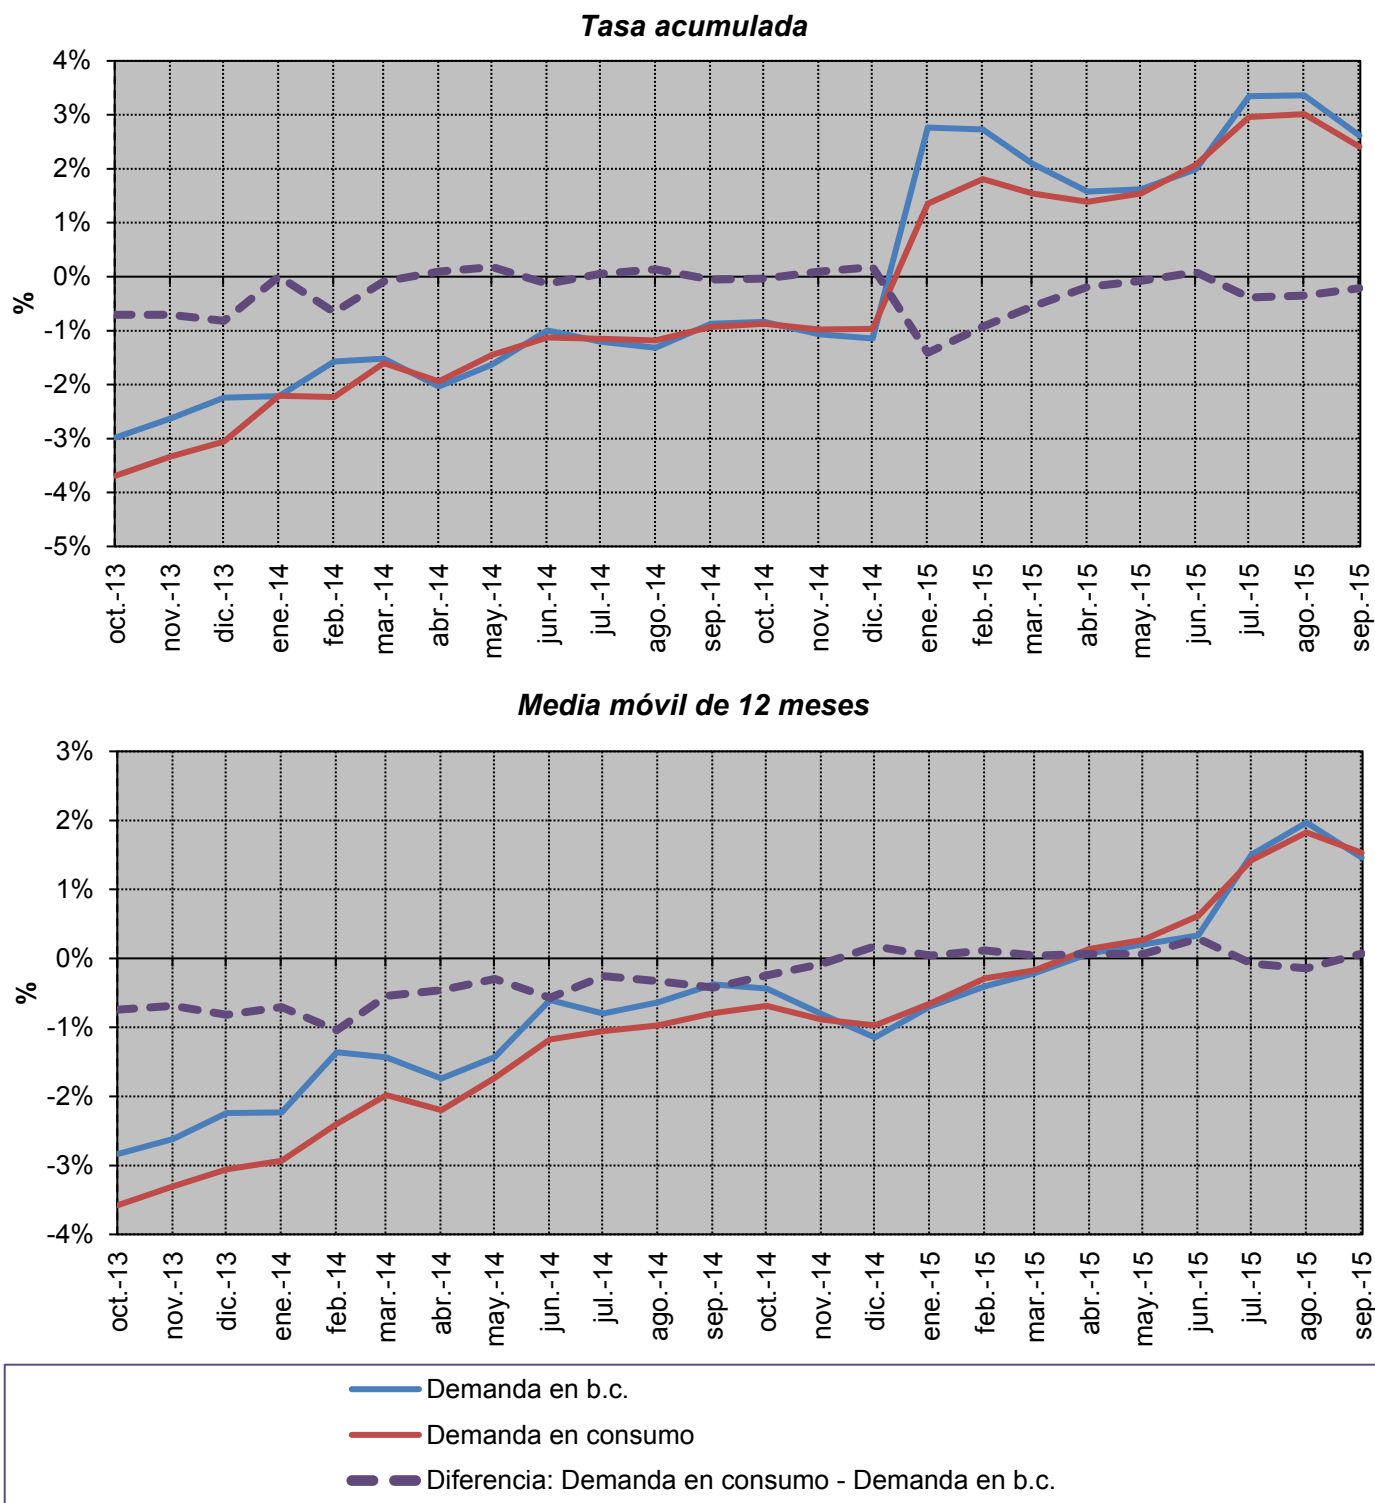 Tasa acumulada
4%
3%
2%
1%
0%
-1%
-2%
-3%
-4%
-5%
%
oct.-13
nov.-13
dic.-13
ene.-14
feb.-14
mar.-14
abr.-14
may.-14
jun.-14
jul.-14
ago.-14
sep.-14
oct.-14
nov.-14
dic.-14
ene.-15
feb.-15
mar.-15
abr.-15
may.-15
jun.-15
jul.-15
ago.-15
sep.-15
Media móvil de 12 meses
3%
2%
1%
0%
-1%
-2%
-3%
-4%
%
oct.-13
nov.-13
dic.-13
ene.-14
feb.-14
mar.-14
abr.-14
may.-14
jun.-14
jul.-14
ago.-14
sep.-14
oct.-14
nov.-14
dic.-14
ene.-15
feb.-15
mar.-15
abr.-15
may.-15
jun.-15
jul.-15
ago.-15
sep.-15
Demanda en b.c.
Demanda en consumo
Diferencia: Demanda en consumo - Demanda en b.c.